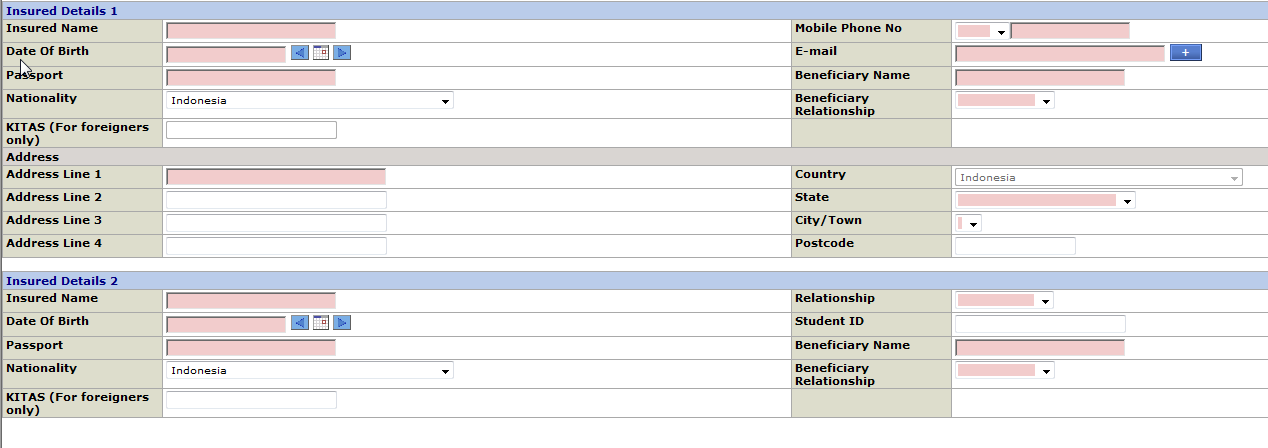 Insured Details 1
Insured Name
Mobile Phone No
Date Of Birth
E-mail
+
Passport
Beneficiary Name
Nationality
Indonesia
Beneficiary
Relationship
KITAS (For foreigners
only)
Address
Address Line 1
Country
Indonesia
Address Line 2
State
Address Line 3
City/Town
Address Line 4
Postcode
Insured Details 2
Insured Name
Relationship
Date Of Birth
Student ID
Passport
Beneficiary Name
Nationality
Indonesia
Beneficiary
Relationship
KITAS (For foreigners
only)